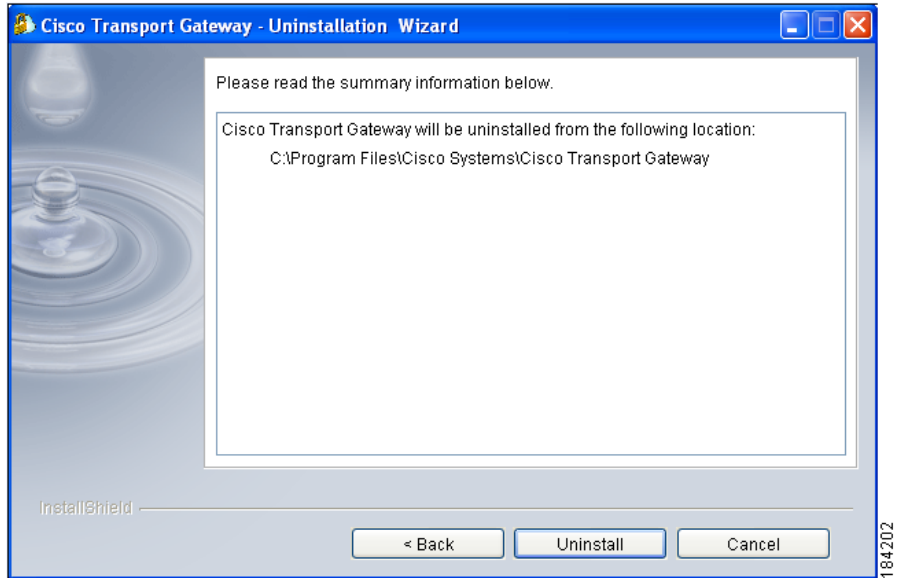 Cisco Transport Gateway - Uninstallation Wizard
Please read the summary information below.
Cisco Transport Gateway will be uninstalled from the following location:
C:\Program Files\Cisco Systems\Cisco Transport Gateway
InstallShield
< Back
Uninstall
Cancel
184202